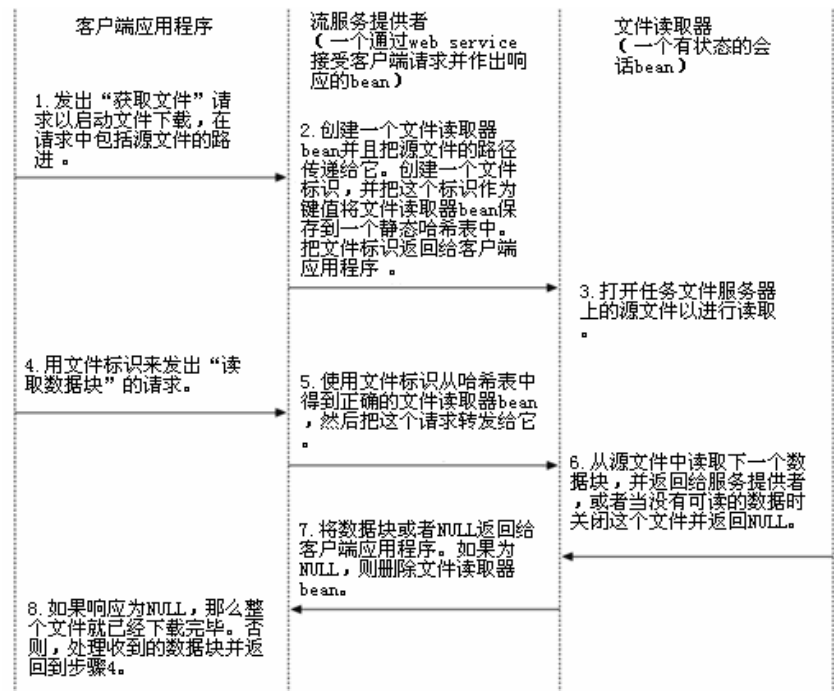 客户端应用程序
流服务提供者
(一个通过web service
接受客户端请求并作出响
应的bean)
文件读取器
(一个有状态的会
话bean)
1.发出“获取文件”请
求以启动文件下载,在
请求中包括源文件的路
进 。
2.创建一个文件读取器
bean并且把源文件的路径
传递给它。创建一个文件
标识,并把这个标识作为
键值将文件读取器bean保
存到一个静态哈希表中。
把文件标识返回给客户端
应用程序 。
3.打开任务文件服务器
上的源文件以进行读取
。
4.用文件标识来发出“读
取数据块”的请求。
5.使用文件标识从哈希表中
得到正确的文件读取器bean
,然后把这个请求转发给它
。
6.从源文件中读取下一个数
据块,并返回给服务提供者
,或者当没有可读的数据时
关闭这个文件并返回NULL。
7.将数据块或者NULL返回给
客户端应用程序。如果为
NULL,则删除文件读取器
bean。
8.如果响应为NULL,那么整
个文件就已经下载完毕。否
则,处理收到的数据块并返
回到步骤4。